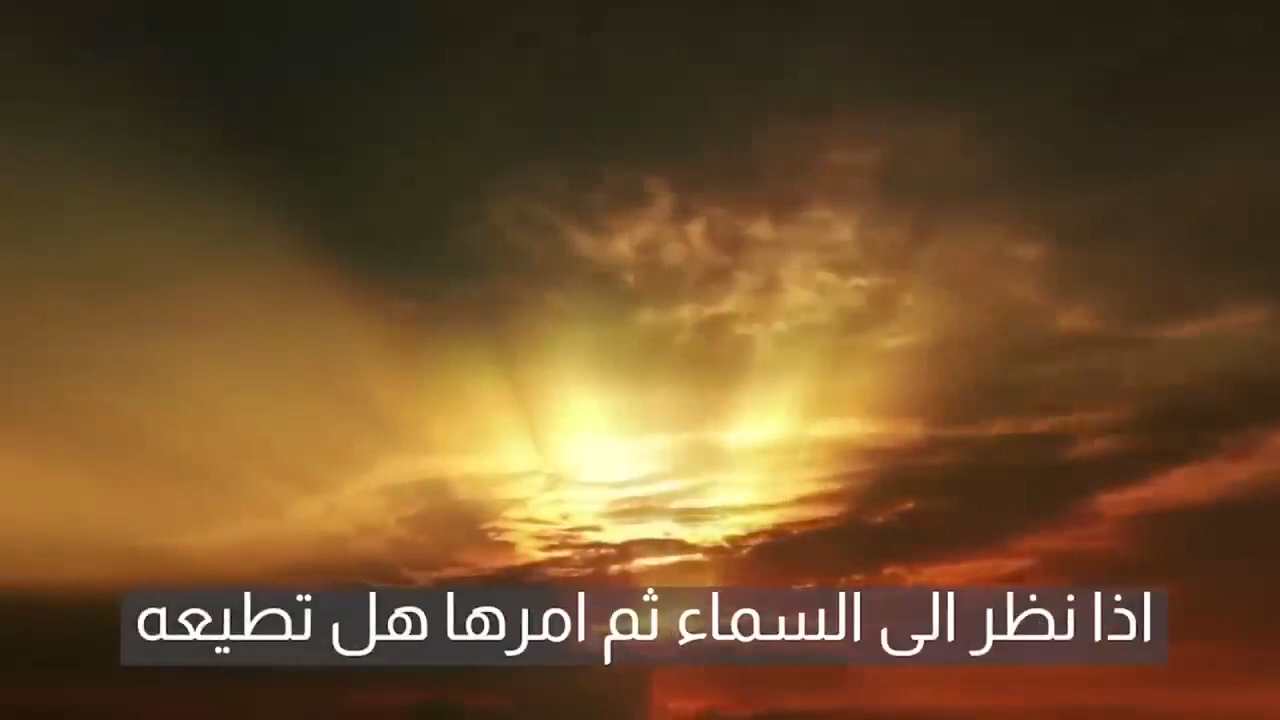 اذا نظر الى السماء ثم امرها هل تطيعه